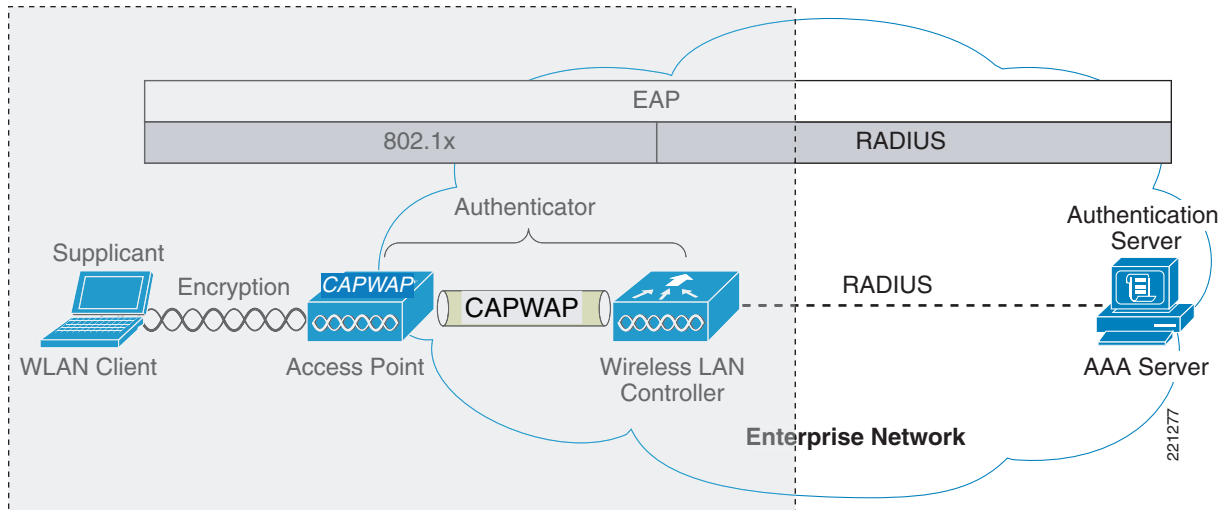 EAP
802.1x
RADIUS
Authenticator
Authentication
Server
Supplicant
Encryption
CAPWAP
CAPWAP
RADIUS
WLAN Client
Access Point
Wireless LAN
Controller
AAA Server
Enterprise Network
221277